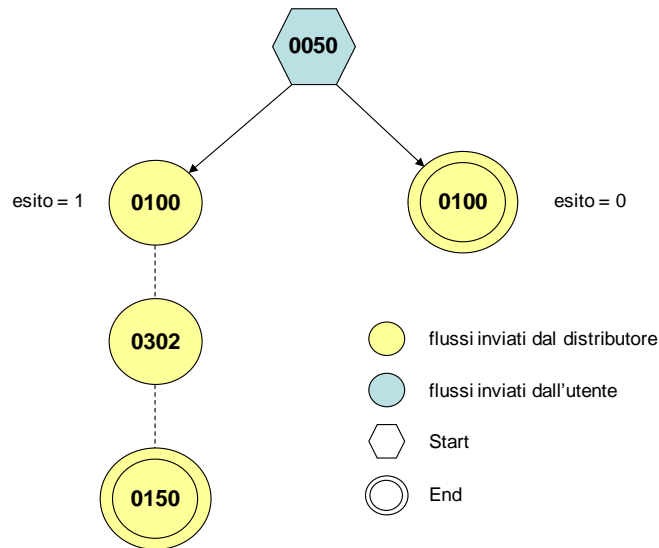 0050
esito = 1
0100
0100
esito = 0
0302
flussi inviati dal distributore
flussi inviati dall'utente
Start
0150
End